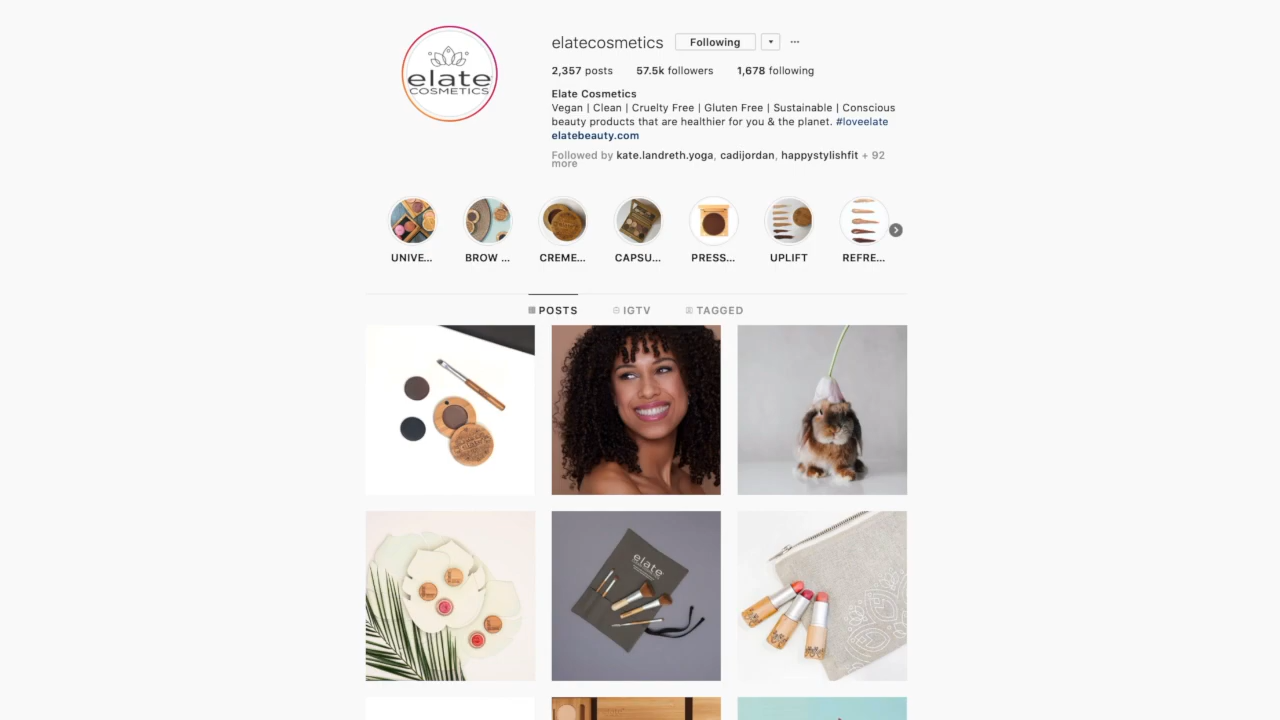 elate
COSMETICS
elatecosmetics Following ...
2,357 posts 57.5k followers 1,678 following
Elate Cosmetics
Vegan | Clean | Cruelty Free | Gluten Free | Sustainable | Conscious
beauty products that are healthier for you & the planet. #loveelate
elatebeauty.com
Followed by kate.landreth.yoga, cadijordan, happystylishfit + 92
more
UNIVE... BROW ... CREME... CAPSU... PRESS... UPLIFT REFRE...
POSTS IGTV TAGGED
elate